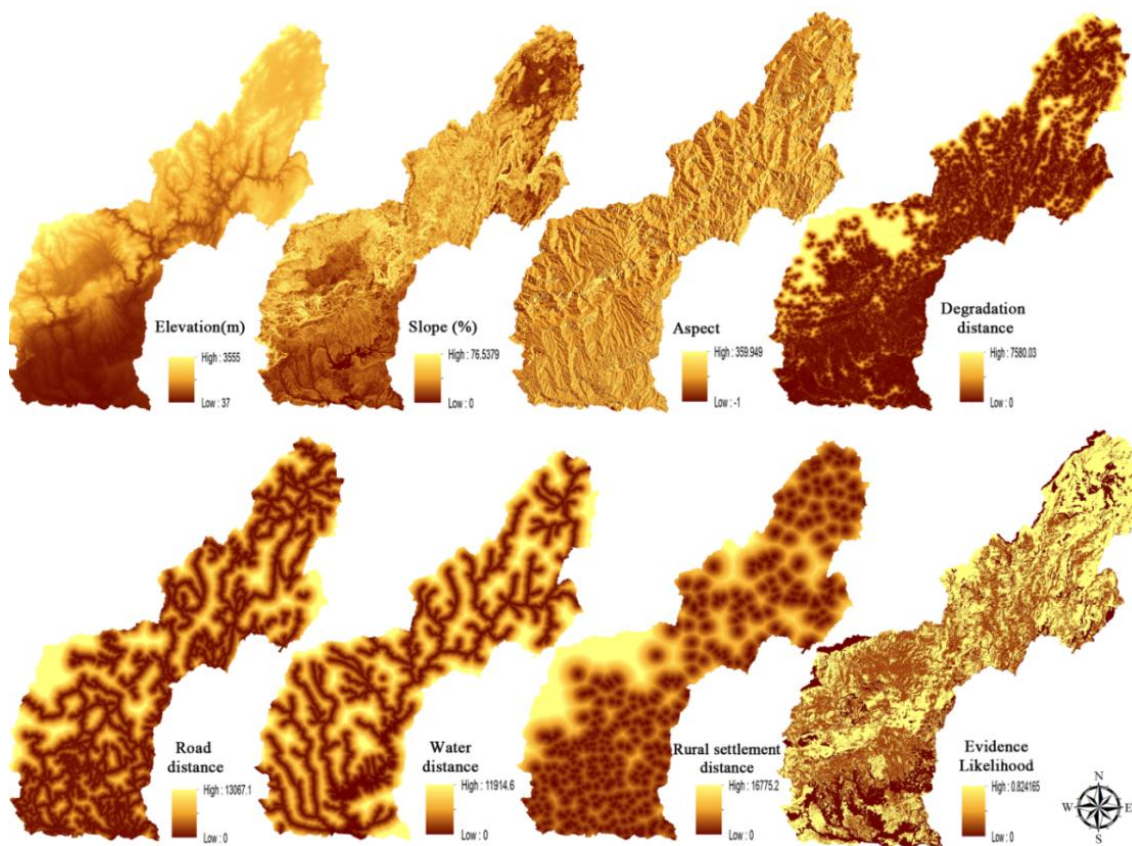 Elevation(m)
High : 3555
Low : 37
Slope (%)
High : 76.5379
Low : 0
Aspect
High : 359.949
Low : -1
Degradation
distance
High : 7580.03
Low : 0
Road
distance
High : 13067.1
Low : 0
Water
distance
High : 11914.6
Low : 0
Rural settlement
distance
High : 16775.2
Low : 0
Evidence
Likelihood
High : 0.824165
Low : 0
N
W E
S